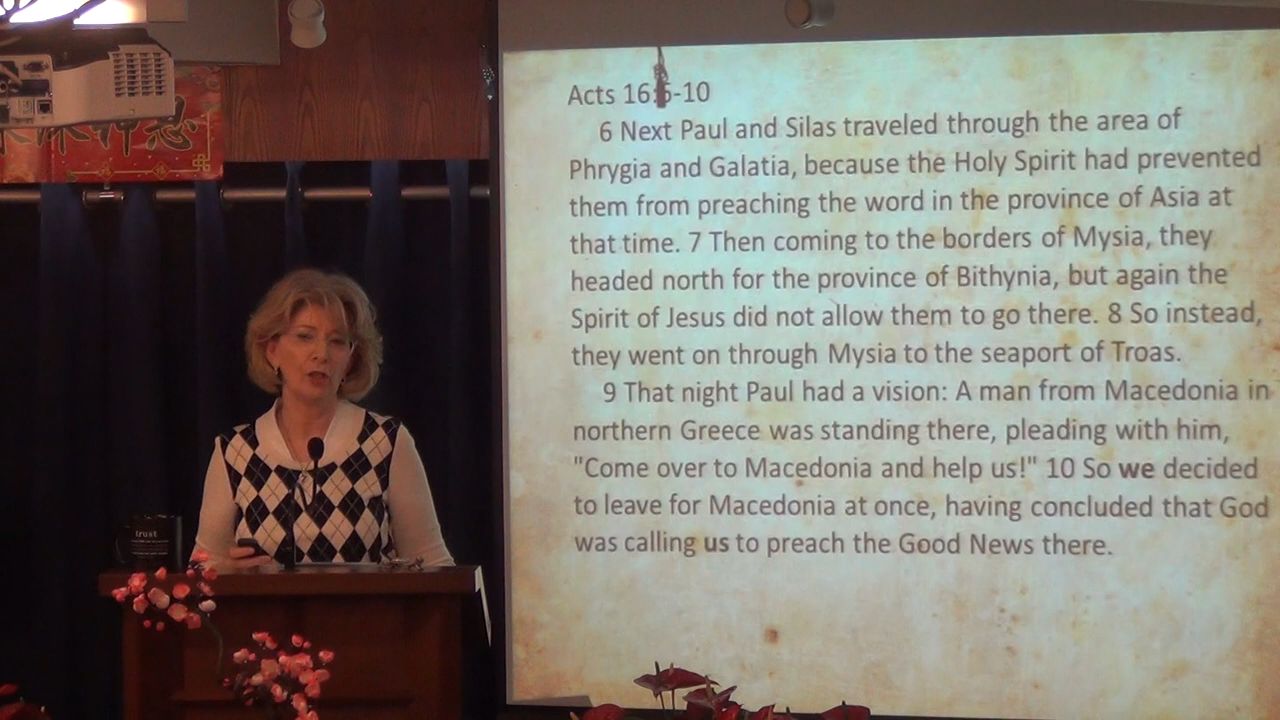 Acts 16:6-10
6 Next Paul and Silas traveled through the area of
Phrygia and Galatia, because the Holy Spirit had prevented
them from preaching the word in the province of Asia at
that time. 7 Then coming to the borders of Mysia, they
headed north for the province of Bithynia, but again the
Spirit of Jesus did not allow them to go there. 8 So instead,
they went on through Mysia to the seaport of Troas.
9 That night Paul had a vision: A man from Macedonia in
northern Greece was standing there, pleading with him,
"Come over to Macedonia and help us!" 10 So we decided
to leave for Macedonia at once, having concluded that God
was calling us to preach the Good News there.
trust